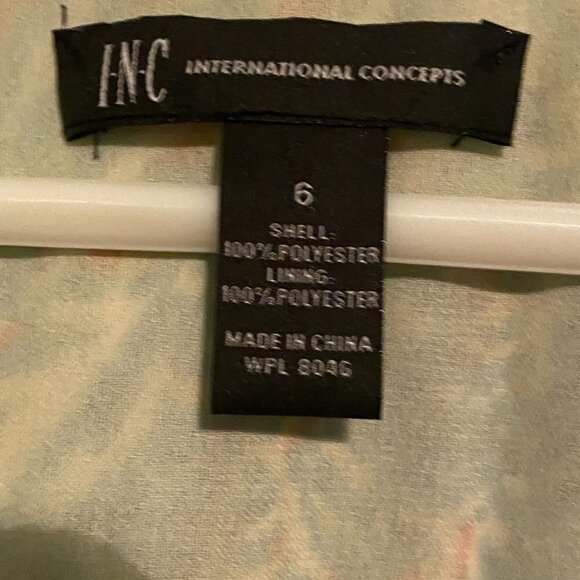 I·N·C INTERNATIONAL CONCEPTS
6
SHELL:
100% POLYESTER
LINING:
100% POLYESTER
MADE IN CHINA
WPL 8046